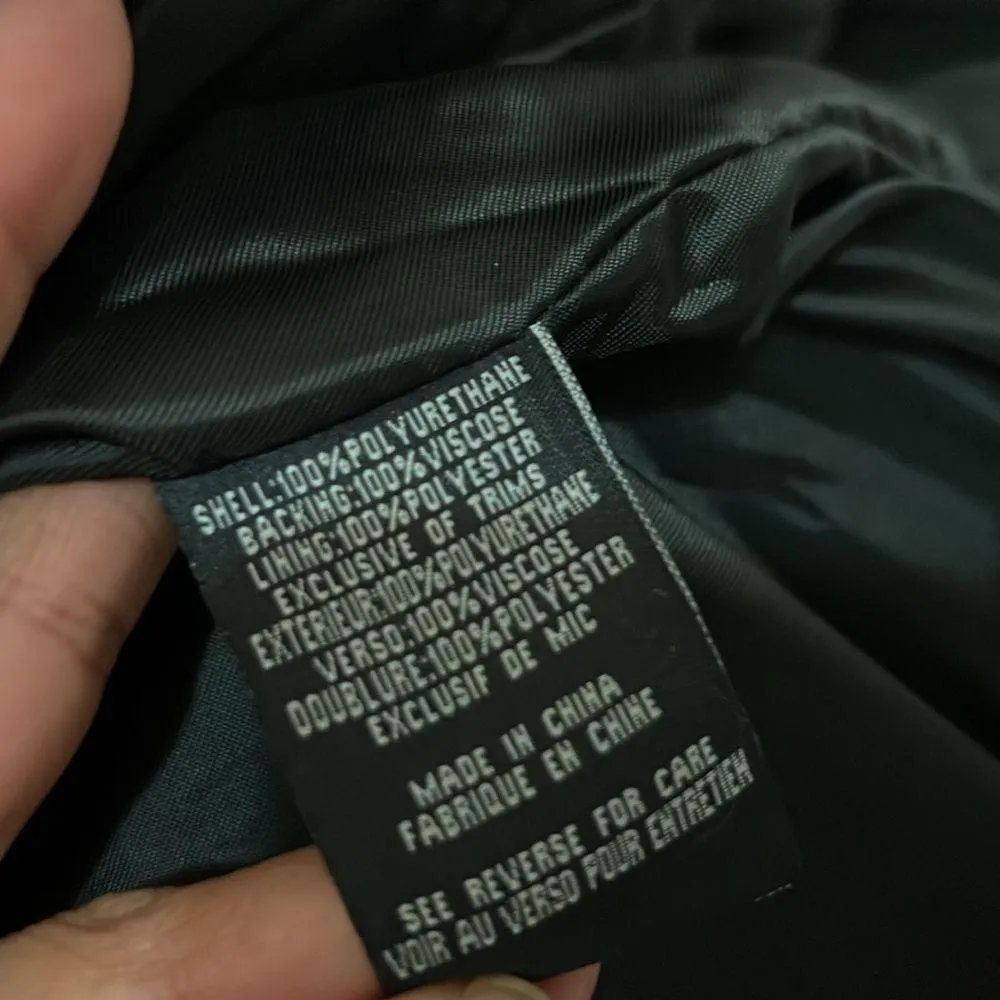 SHELL:100%POLYURETHANE
BACKING:100%VISCOSE
LINING:100%POLYESTER
EXCLUSIVE OF TRIMS
EXTERIEUR:100%POLYURETHANE
VERSO:100%VISCOSE
DOUBLURE:100%POLYESTER
EXCLUSIF DE MIC
MADE IN CHINA
FABRIQUE EN CHINE
SEE REVERSE FOR CARE
VOIR AU VERSO POUR ENTRETIEN